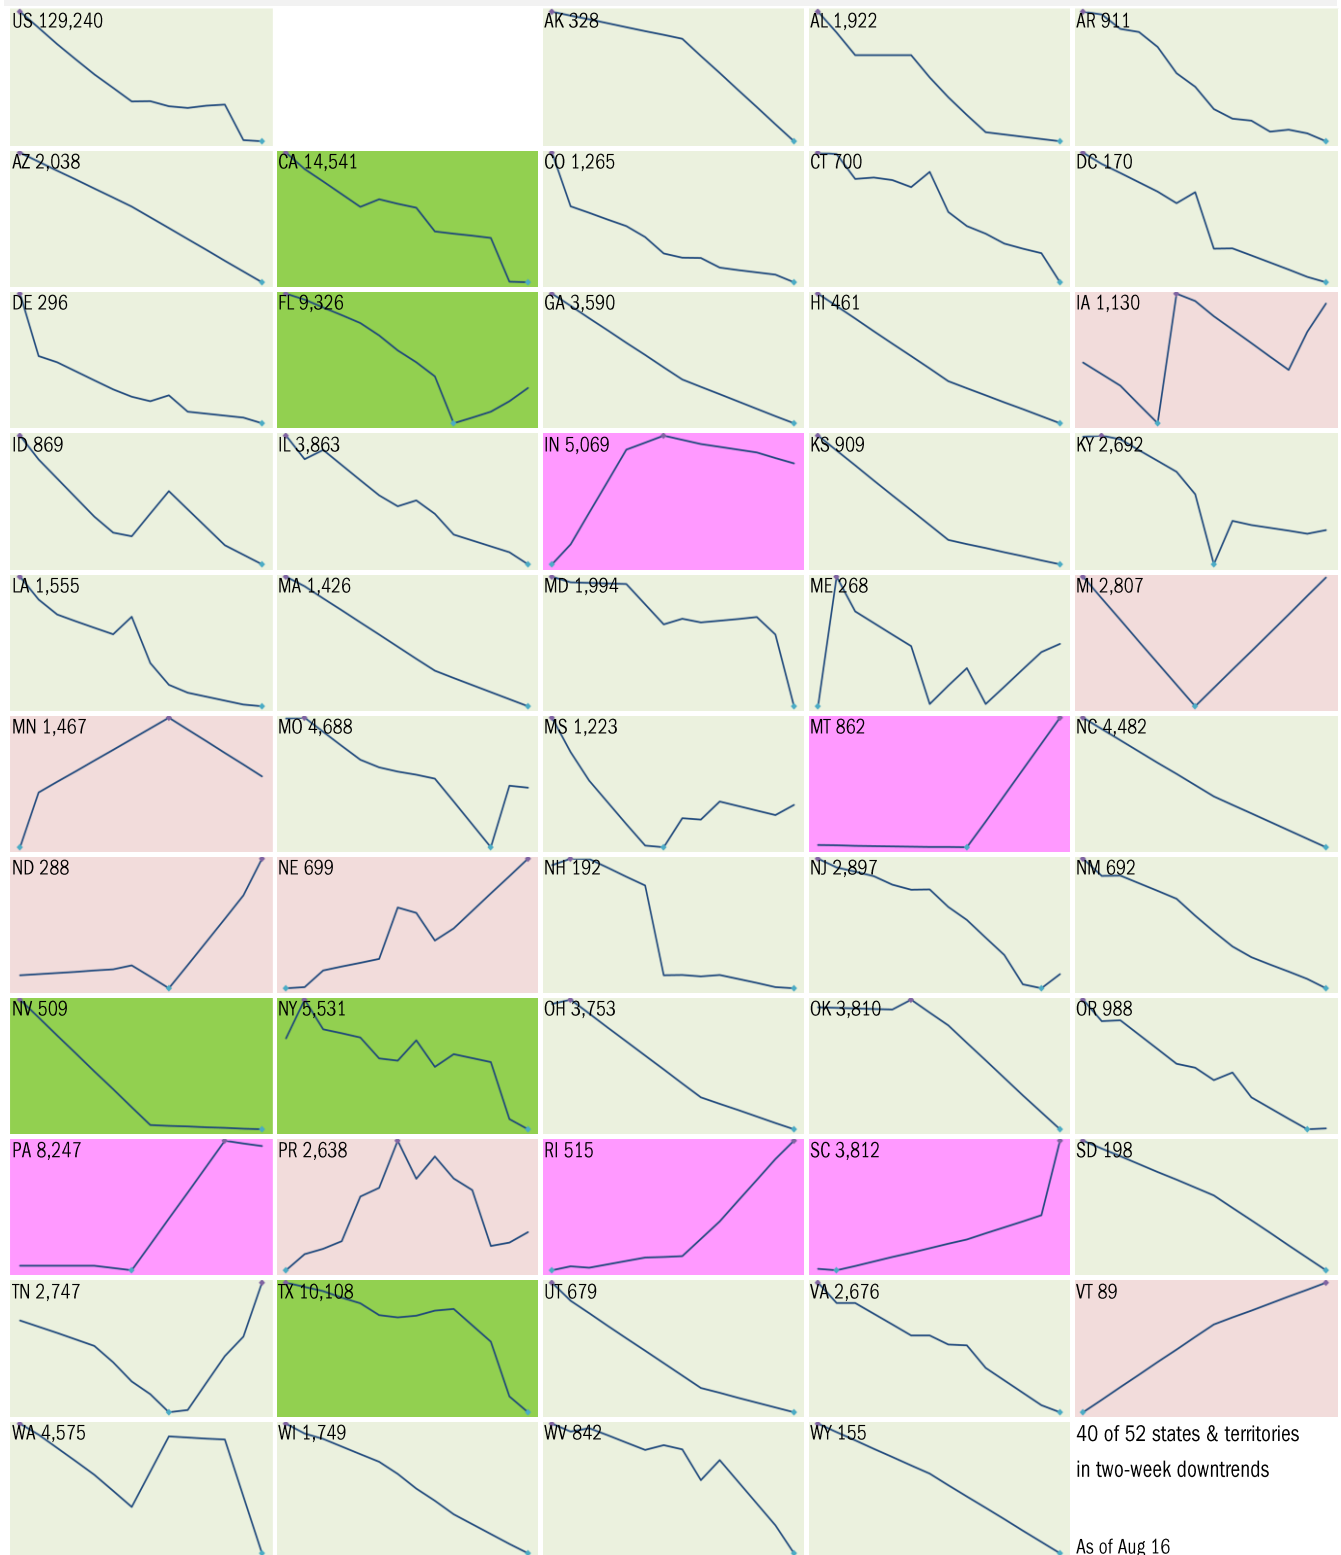 US 129,240
AK 328
AL 1,922
AR 911
AZ 2,038
CA 14,541
CO 1,265
CT 700
DC 170
DE 296
FL 9,326
GA 3,590
HI 461
IA 1,130
ID 869
IL 3,863
IN 5,069
KS 909
KY 2,692
LA 1,555
MA 1,426
MD 1,994
ME 268
MI 2,807
MN 1,467
MO 4,688
MS 1,223
MT 862
NC 4,482
ND 288
NE 699
NH 192
NJ 2,897
NM 692
NV 509
NY 5,531
OH 3,753
OK 3,810
OR 988
PA 8,247
PR 2,638
RI 515
SC 3,812
SD 198
TN 2,747
TX 10,108
UT 679
VA 2,676
VT 89
WA 4,575
WI 1,749
WV 842
WY 155
40 of 52 states & territories
in two-week downtrends
As of Aug 16